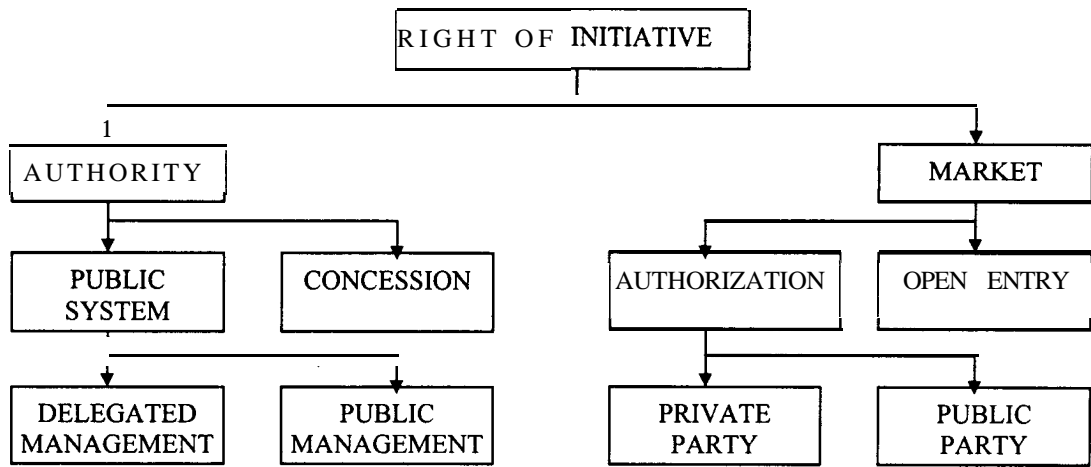 RIGHT OF INITIATIVE
1
AUTHORITY
MARKET
PUBLIC
SYSTEM
CONCESSION
AUTHORIZATION
OPEN ENTRY
DELEGATED
MANAGEMENT
PUBLIC
MANAGEMENT
PRIVATE
PARTY
PUBLIC
PARTY